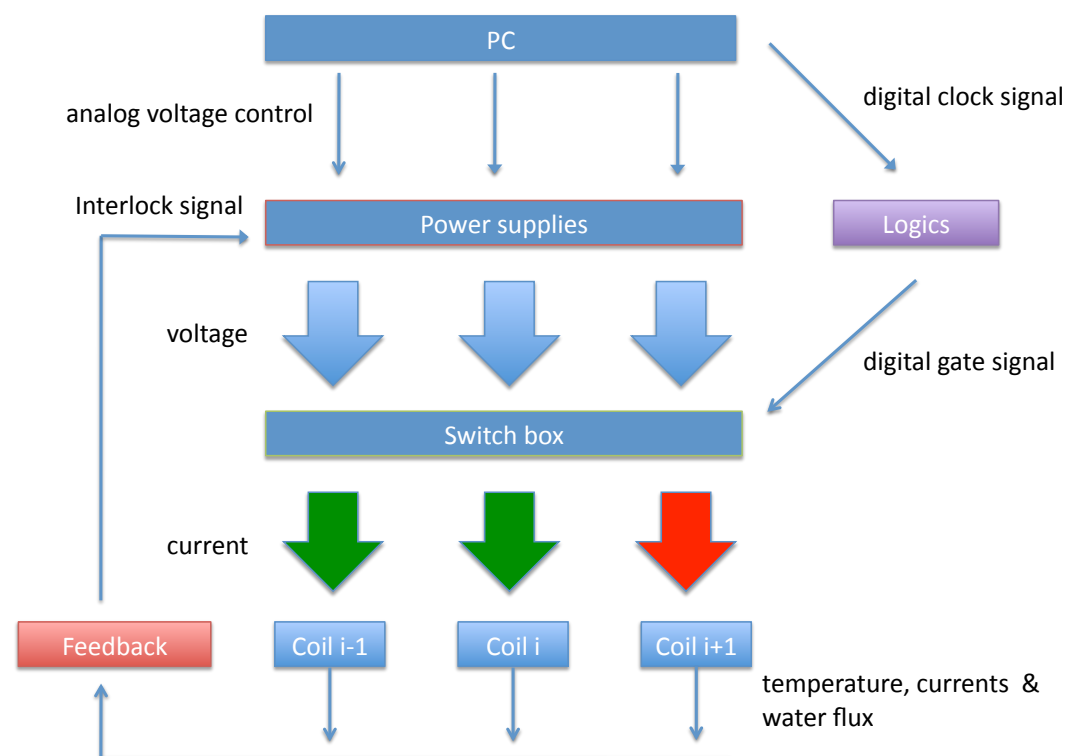 PC
analog voltage control
digital clock signal
Interlock signal
Power supplies
Logics
voltage
digital gate signal
Switch box
current
Feedback
Coil i-1
Coil i
Coil i+1
temperature, currents &
water flux